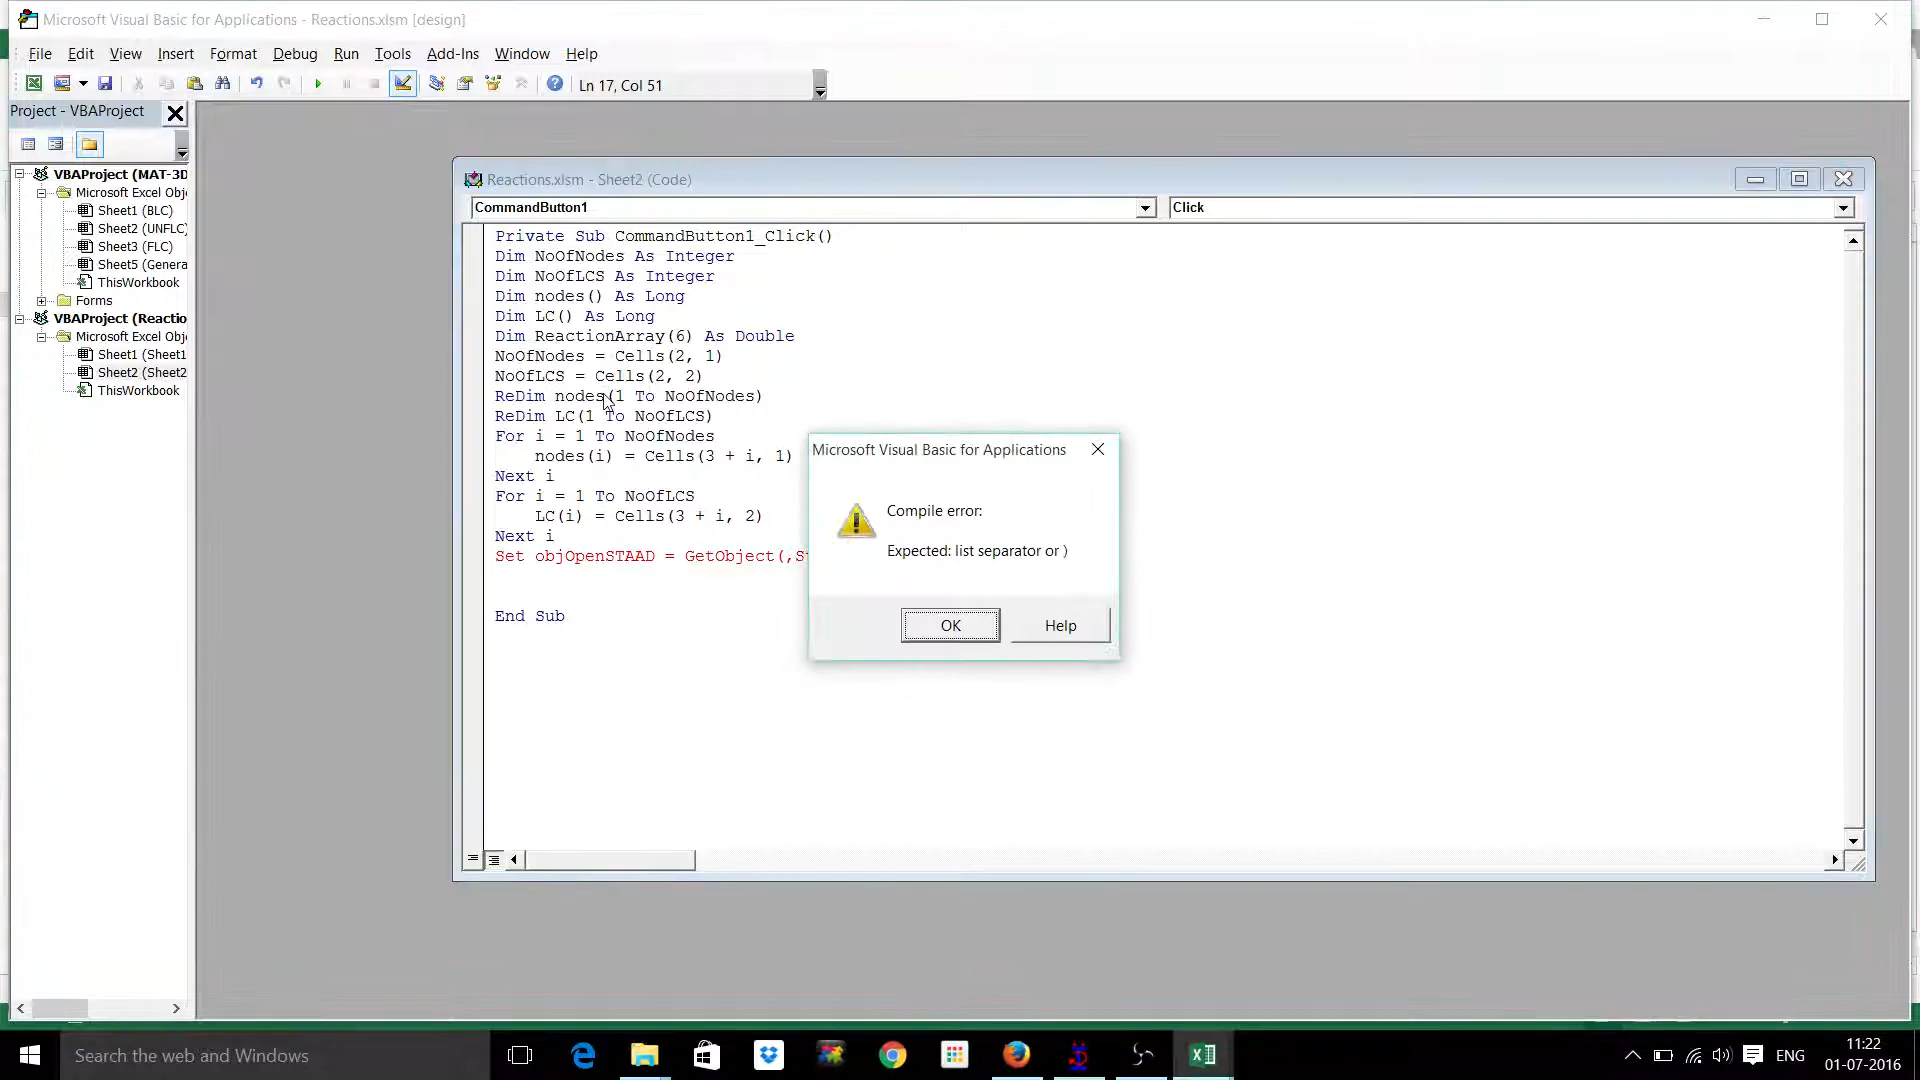 Microsoft Visual Basic for Applications - Reactions.xlsm [design]
File Edit View Insert Format Debug Run Tools Add-Ins Window Help
Ln 17, Col 51
Project - VBAProject
VBAProject (MAT-3D
Microsoft Excel Obj
Sheet1 (BLC)
Sheet2 (UNFLC)
Sheet3 (FLC)
Sheet5 (Genera
ThisWorkbook
Forms
VBAProject (Reactio
Microsoft Excel Obj
Sheet1 (Sheet1
Sheet2 (Sheet2
ThisWorkbook
Reactions.xlsm - Sheet2 (Code)
CommandButton1
Click
Private Sub CommandButton1_Click()
Dim NoOfNodes As Integer
Dim NoOfLCS As Integer
Dim nodes() As Long
Dim LC() As Long
Dim ReactionArray(6) As Double
NoOfNodes = Cells(2, 1)
NoOfLCS = Cells(2, 2)
ReDim nodes(1 To NoOfNodes)
ReDim LC(1 To NoOfLCS)
For i = 1 To NoOfNodes
nodes(i) = Cells(3 + i, 1)
Next i
For i = 1 To NoOfLCS
LC(i) = Cells(3 + i, 2)
Next i
Set objOpenSTAAD = GetObject(,S
End Sub
Microsoft Visual Basic for Applications
Compile error:
Expected: list separator or )
OK
Help
Search the web and Windows
ENG
11:22
01-07-2016